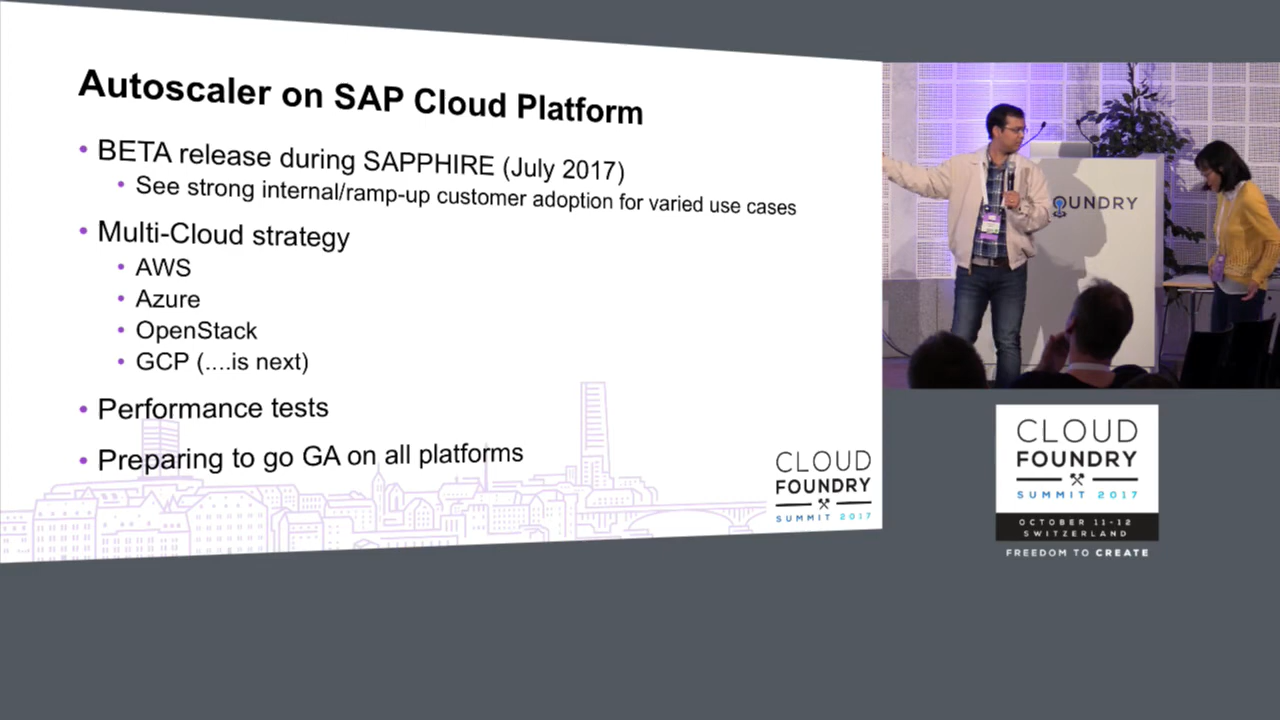 Autoscaler on SAP Cloud Platform
• BETA release during SAPPHIRE (July 2017)
• See strong internal/ramp-up customer adoption for varied use cases
• Multi-Cloud strategy
• AWS
• Azure
• OpenStack
• GCP (....is next)
• Performance tests
• Preparing to go GA on all platforms
CLOUD
FOUNDRY
SUMMIT 2017
OUNDRY
CLOUD
FOUNDRY
SUMMIT 2017
OCTOBER 11-12
SWITZERLAND
FREEDOM TO CREATE